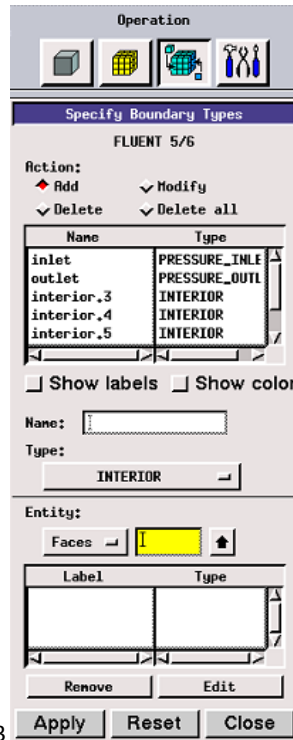 Operation
Specify Boundary Types
FLUENT 5/6
Action:
Add Modify
Delete Delete all
Name Type
inlet PRESSURE_INLE
outlet PRESSURE_OUTL
interior.3 INTERIOR
interior.4 INTERIOR
interior.5 INTERIOR
Show labels Show color
Name:
Type:
INTERIOR
Entity:
Faces
Label Type
Remove Edit
Apply Reset Close